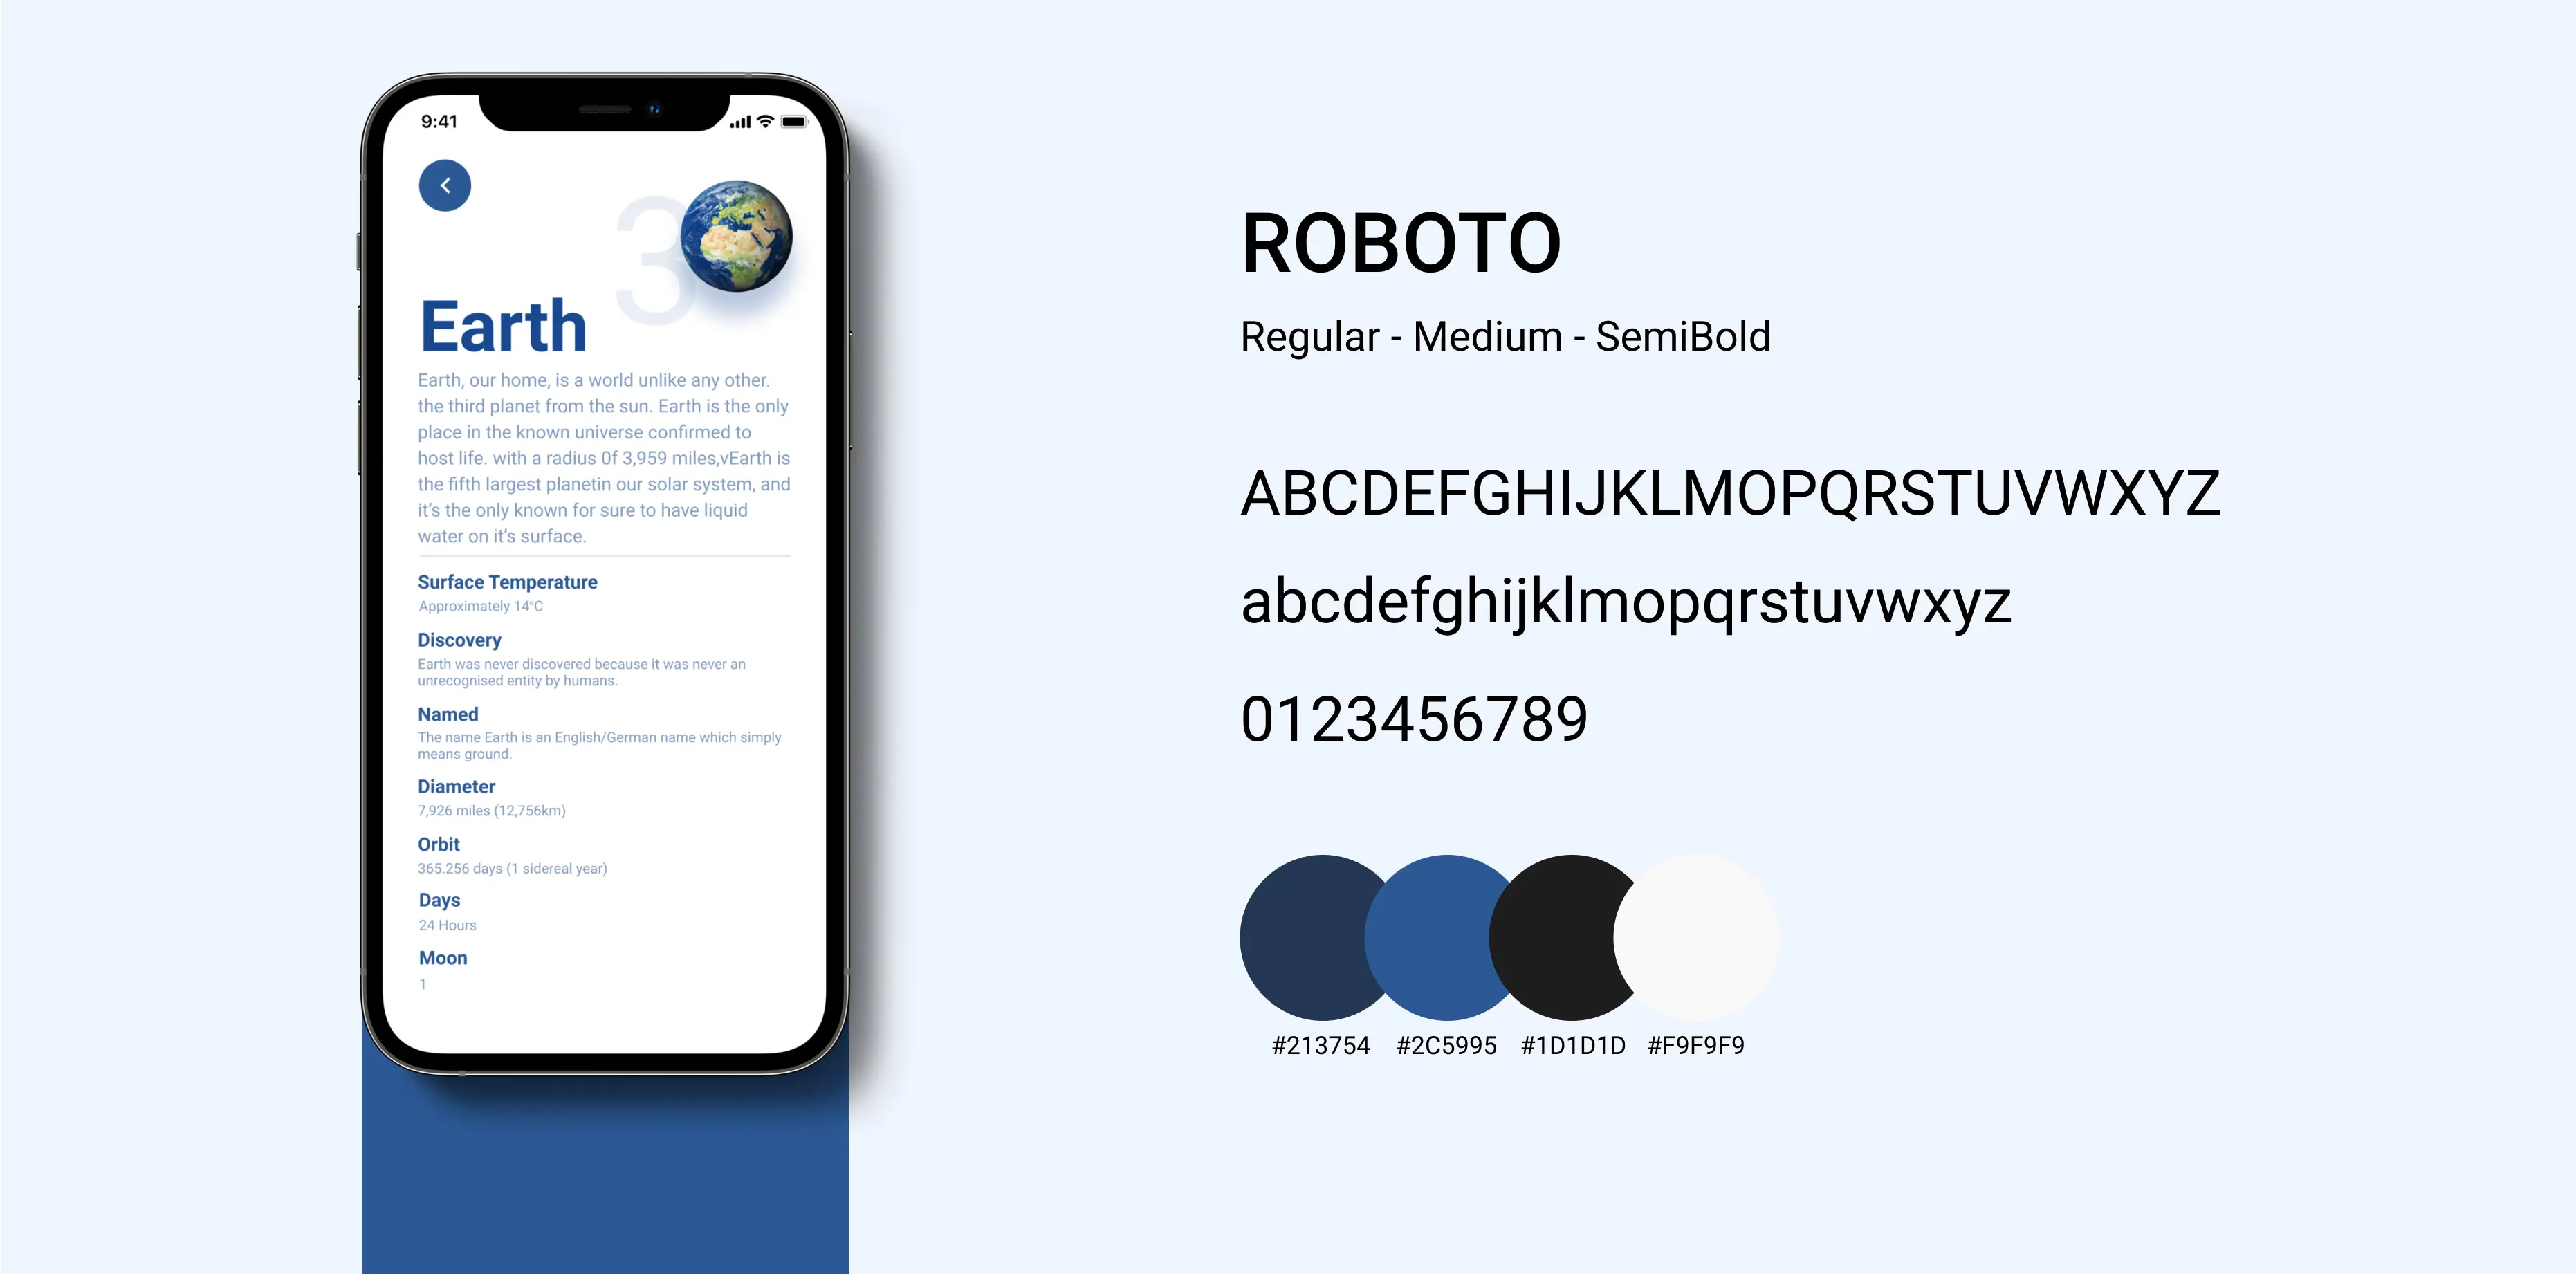 9:41
3
Earth
Earth, our home, is a world unlike any other.
the third planet from the sun. Earth is the only
place in the known universe confirmed to
host life. with a radius 0f 3,959 miles,vEarth is
the fifth largest planetin our solar system, and
it’s the only known for sure to have liquid
water on it’s surface.
Surface Temperature
Approximately 14°C
Discovery
Earth was never discovered because it was never an
unrecognised entity by humans.
Named
The name Earth is an English/German name which simply
means ground.
Diameter
7,926 miles (12,756km)
Orbit
365.256 days (1 sidereal year)
Days
24 Hours
Moon
1
ROBOTO
Regular - Medium - SemiBold
ABCDEFGHIJKLMOPQRSTUVWXYZ
abcdefghijklmopqrstuvwxyz
0123456789
#213754 #2C5995 #1D1D1D #F9F9F9